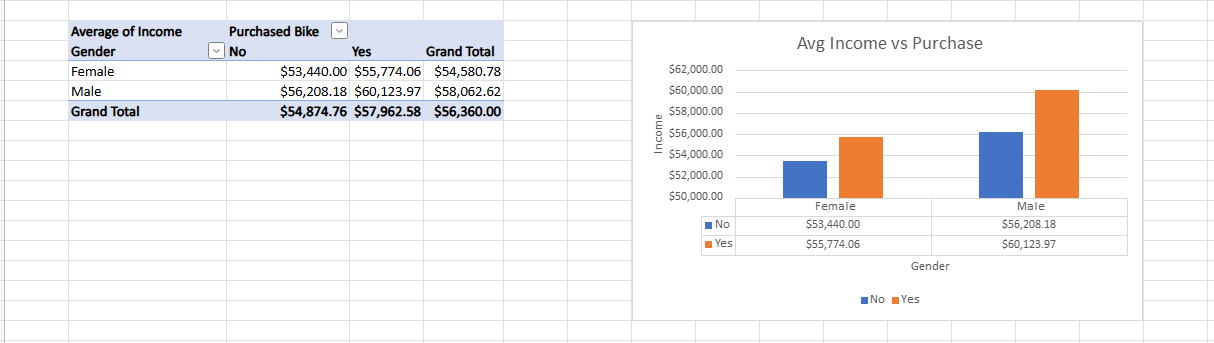 Average of Income Purchased Bike
Gender No Yes Grand Total
Female $53,440.00 $55,774.06 $54,580.78
Male $56,208.18 $60,123.97 $58,062.62
Grand Total $54,874.76 $57,962.58 $56,360.00
Avg Income vs Purchase
$62,000.00
$60,000.00
$58,000.00
$56,000.00
$54,000.00
$52,000.00
$50,000.00
Income
Female Male
No $53,440.00 $56,208.18
Yes $55,774.06 $60,123.97
Gender
No Yes